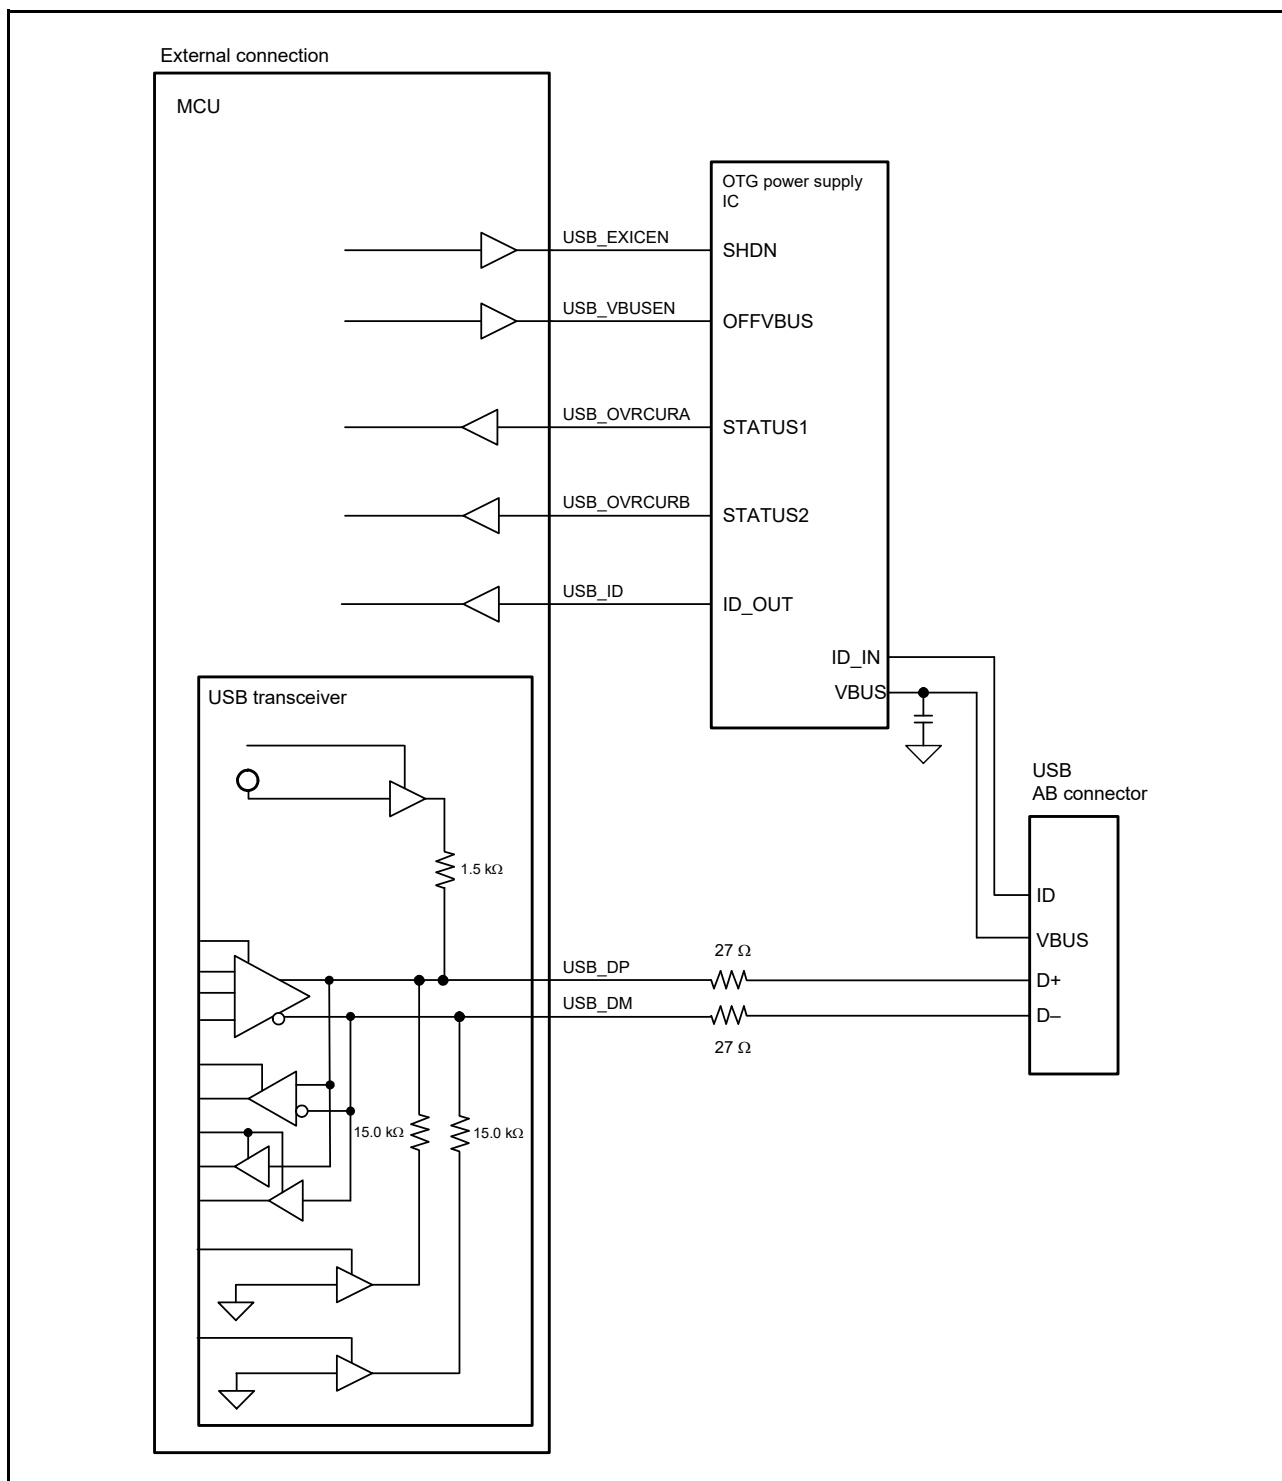 External connection
MCU
OTG power supply
IC
USB_EXICEN
SHDN
USB_VBUSEN
OFFVBUS
USB_OVRCURA
STATUS1
USB_OVRCURB
STATUS2
USB_ID
ID_OUT
ID_IN
VBUS
USB transceiver
USB
AB connector
1.5 kΩ
ID
VBUS
27 Ω
USB_DP
D+
USB_DM
D–
27 Ω
15.0 kΩ
15.0 kΩ